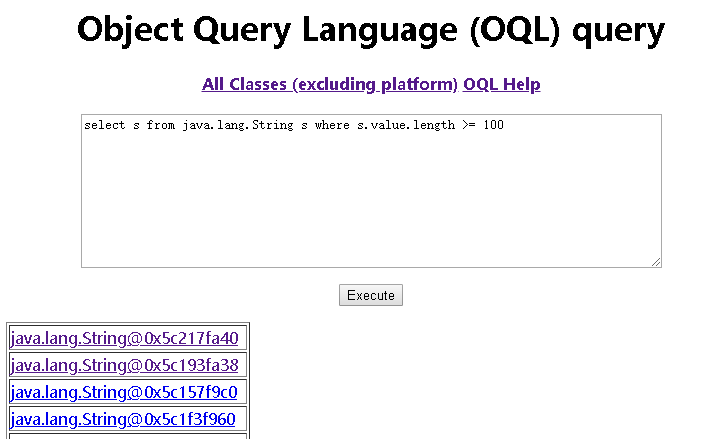 Object Query Language (OQL) query
All Classes (excluding platform) OQL Help
select s from java.lang.String s where s.value.length >= 100
Execute
java.lang.String@0x5c217fa40
java.lang.String@0x5c193fa38
java.lang.String@0x5c157f9c0
java.lang.String@0x5c1f3f960